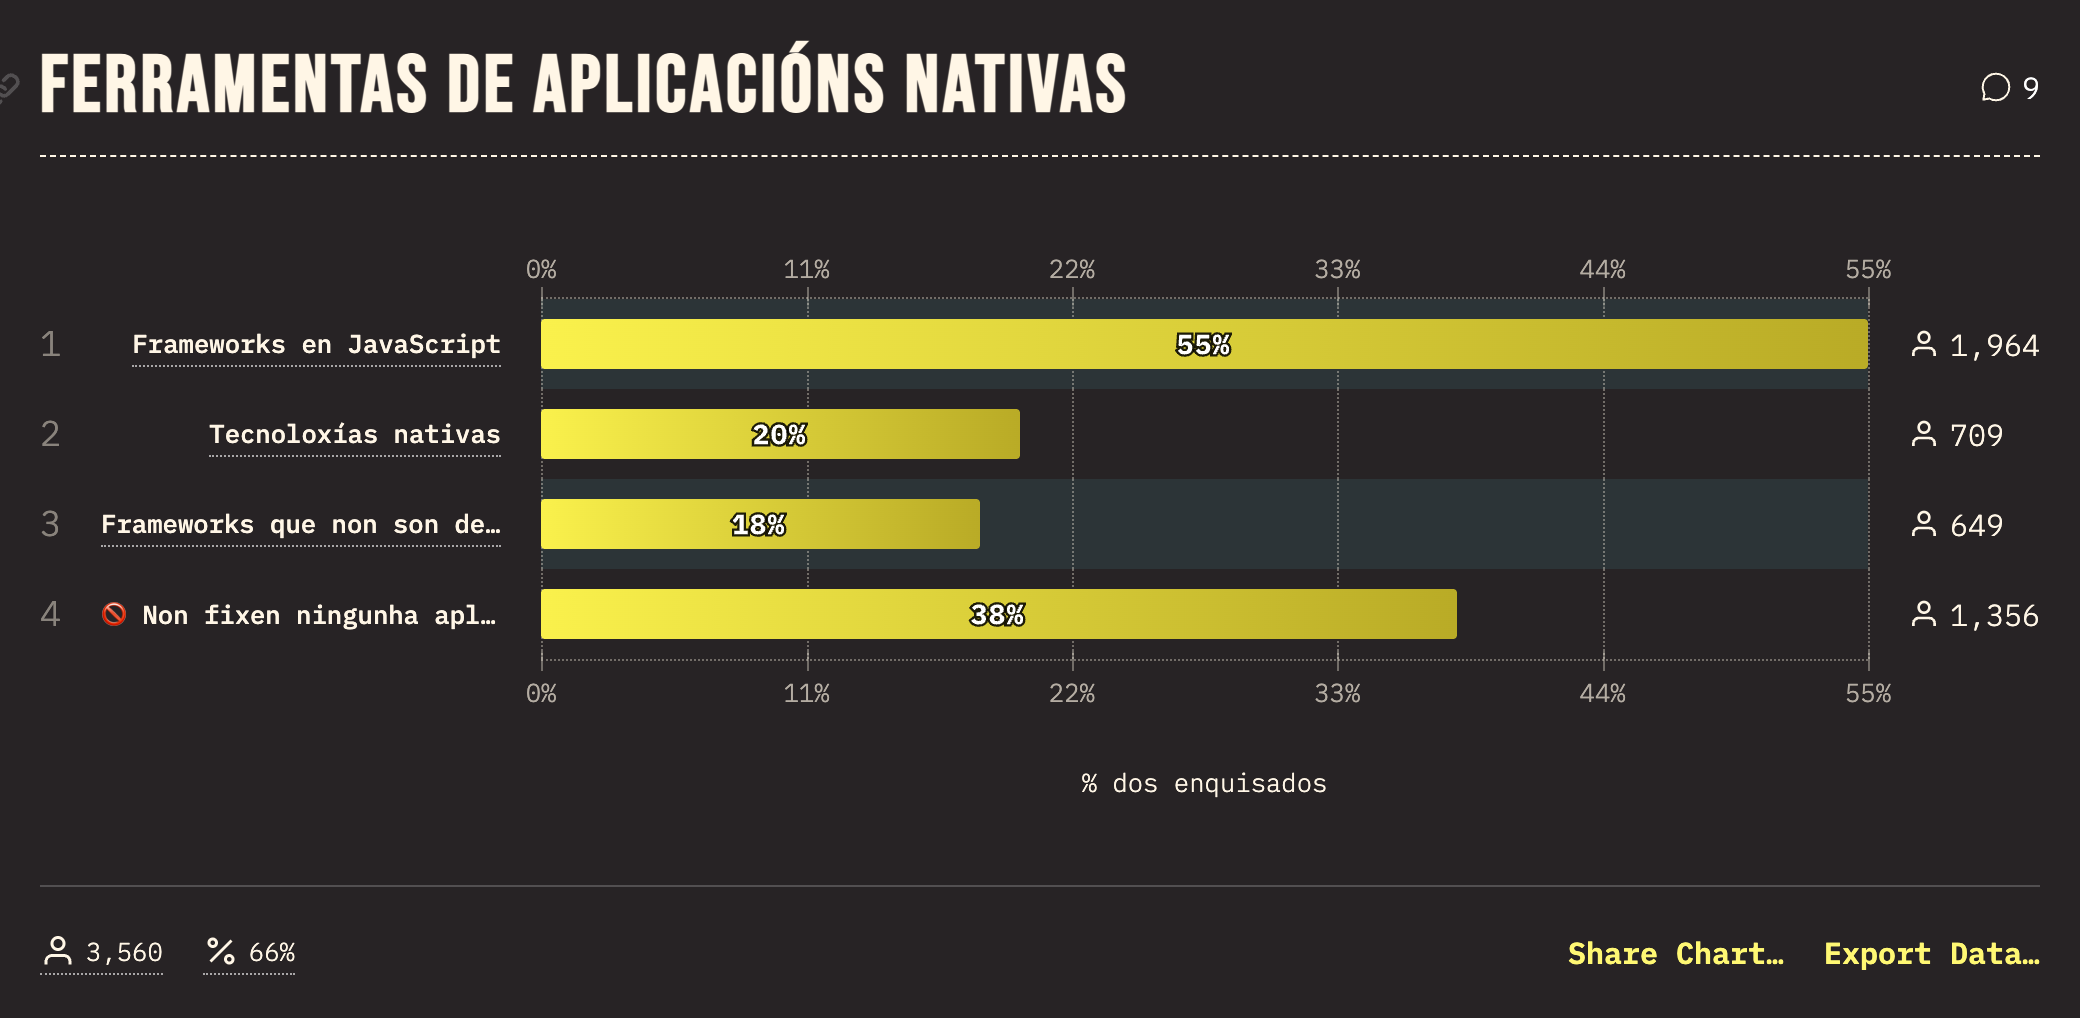 FERRAMENTAS DE APLICACIÓNS NATIVAS
9
0% 11% 22% 33% 44% 55%
1 Frameworks en JavaScript 55% 1,964
2 Tecnoloxías nativas 20% 709
3 Frameworks que non son de… 18% 649
4 Non fixen ningunha apl… 38% 1,356
0% 11% 22% 33% 44% 55%
% dos enquisados
3,560 66% Share Chart… Export Data…